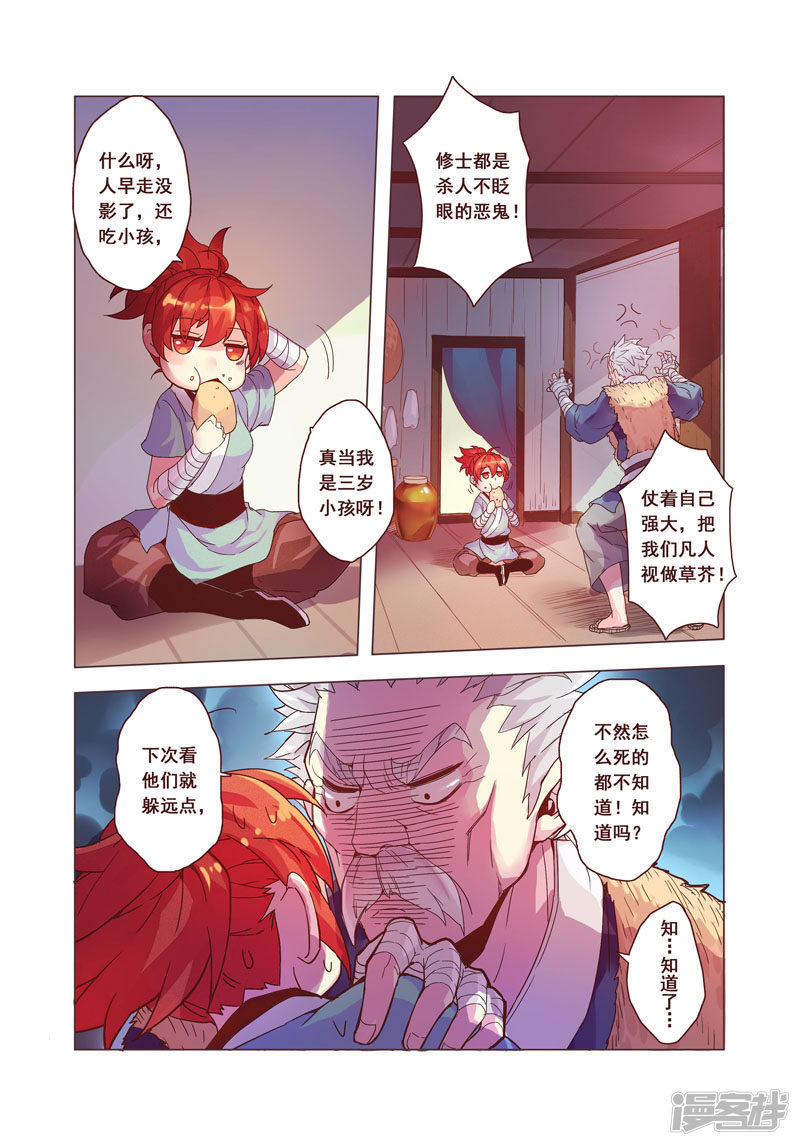 什么呀，
人早走没
影了，还
吃小孩，
真当我
是三岁
小孩呀！
修士都是
杀人不眨
眼的恶鬼！
仗着自己
强大，把
我们凡人
视做草芥！
下次看
他们就
躲远点，
不然怎
么死的
都不知
道！知
道吗？
知
…知道
了…
漫客栈